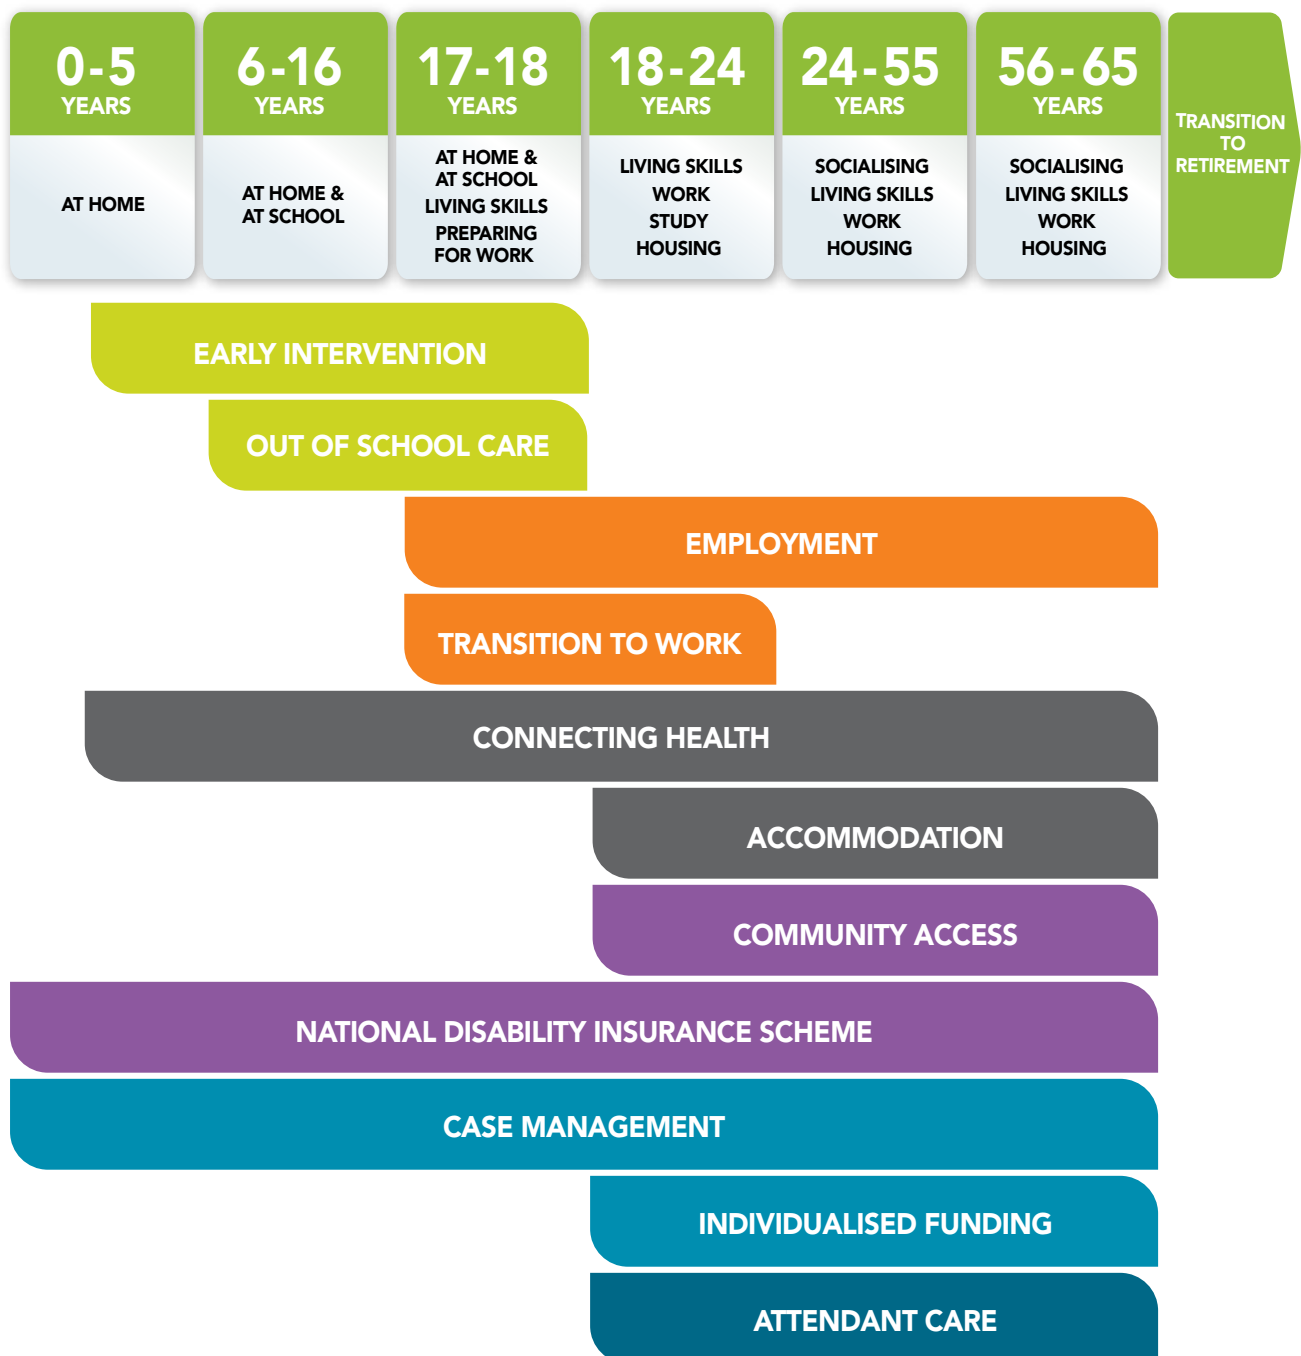 0-5
YEARS
AT HOME
6-16
YEARS
AT HOME &
AT SCHOOL
17-18
YEARS
AT HOME &
AT SCHOOL
LIVING SKILLS
PREPARING
FOR WORK
18-24
YEARS
LIVING SKILLS
WORK
STUDY
HOUSING
24-55
YEARS
SOCIALISING
LIVING SKILLS
WORK
HOUSING
56-65
YEARS
SOCIALISING
LIVING SKILLS
WORK
HOUSING
TRANSITION
TO
RETIREMENT
EARLY INTERVENTION
OUT OF SCHOOL CARE
EMPLOYMENT
TRANSITION TO WORK
CONNECTING HEALTH
ACCOMMODATION
COMMUNITY ACCESS
NATIONAL DISABILITY INSURANCE SCHEME
CASE MANAGEMENT
INDIVIDUALISED FUNDING
ATTENDANT CARE